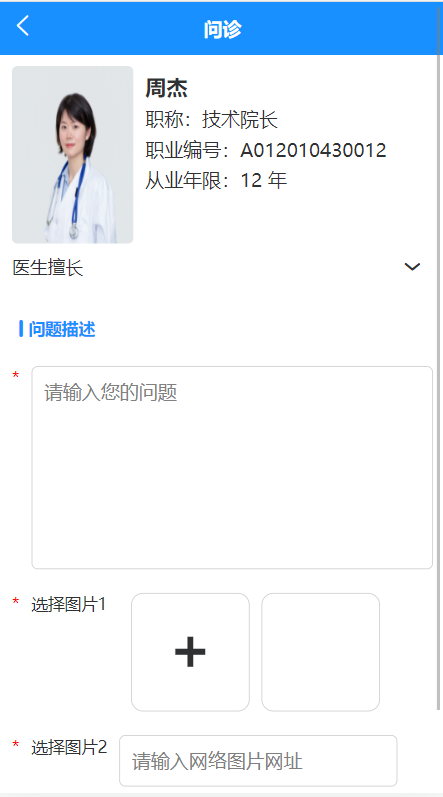 问诊
周杰
职称：技术院长
职业编号：A012010430012
从业年限：12 年
医生擅长
问题描述
* 请输入您的问题
* 选择图片1
* 选择图片2 请输入网络图片网址